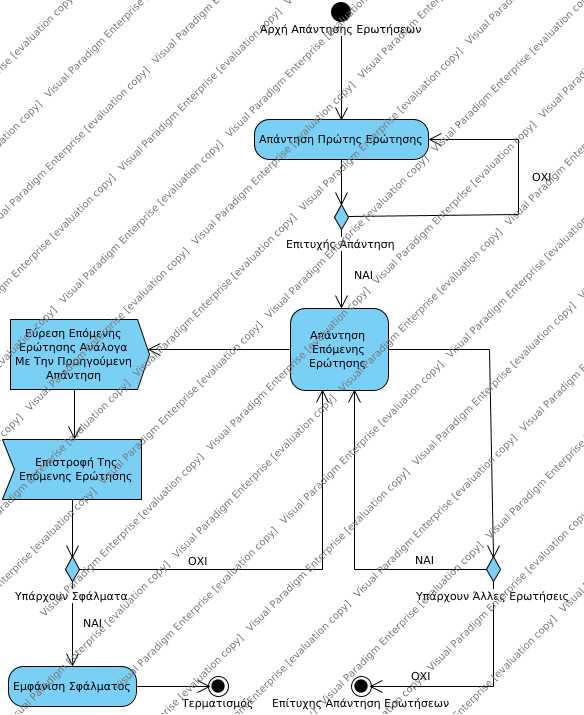 Αρχή Απάντησης Ερωτήσεων
Απάντηση Πρώτης Ερώτησης
ΟΧΙ
Επιτυχής Απάντηση
ΝΑΙ
Απάντηση
Επόμενης
Ερώτησης
Εύρεση Επόμενης
Ερώτησης Ανάλογα
Με Την Προηγούμενη
Απάντηση
Επιστροφή Της
Επόμενης Ερώτησης
ΟΧΙ
ΝΑΙ
Υπάρχουν Σφάλματα
Υπάρχουν Άλλες Ερωτήσεις
ΝΑΙ
ΟΧΙ
Εμφάνιση Σφάλματος
Τερματισμός
Επίτυχης Απάντηση Ερωτήσεων
Visual Paradigm Enterprise [evaluation copy]